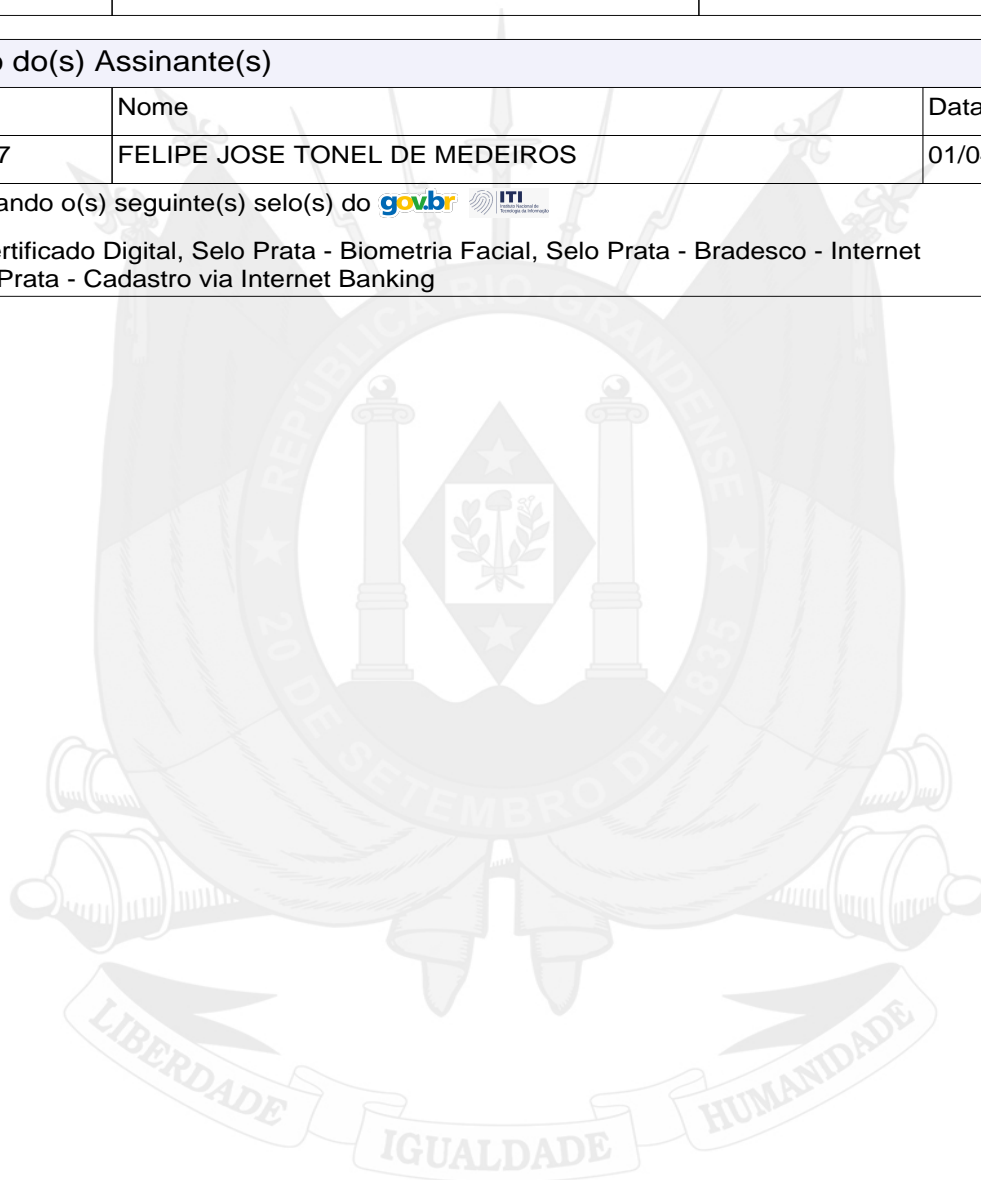 o do(s) Assinante(s)
Nome
Data
7
FELIPE JOSE TONEL DE MEDEIROS
01/0
ando o(s) seguinte(s) selo(s) do gov.br ITI
ertificado Digital, Selo Prata - Biometria Facial, Selo Prata - Bradesco - Internet
Prata - Cadastro via Internet Banking
REPÚBLICA RIO GRANDENSE
20 DE SETEMBRO DE 1835
LIBERDADE
IGUALDADE
HUMANIDADE